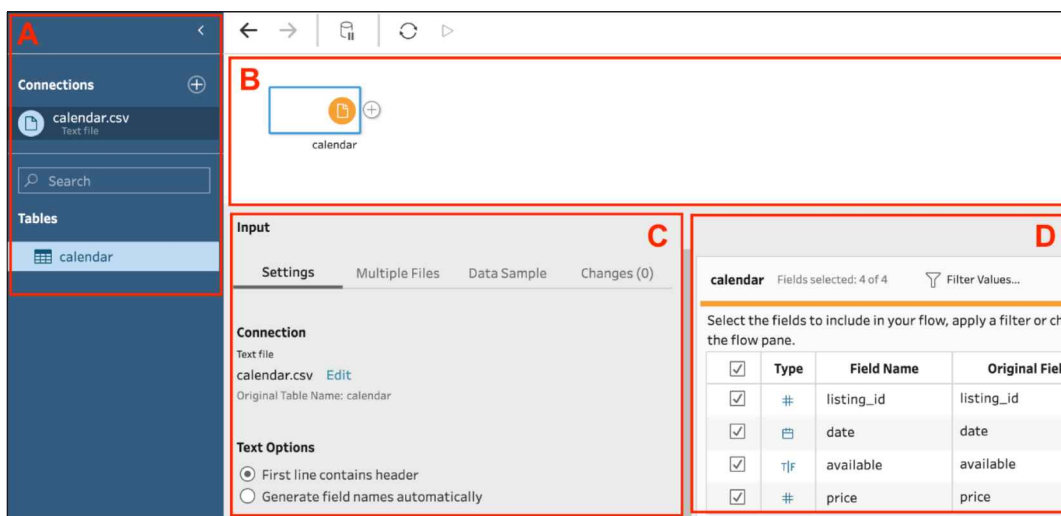 A
Connections
calendar.csv
Text file
Search
Tables
calendar
B
calendar
Input
C
Settings Multiple Files Data Sample Changes (0)
Connection
Text file
calendar.csv Edit
Original Table Name: calendar
Text Options
First line contains header
Generate field names automatically
D
calendar Fields selected: 4 of 4 Filter Values...
Select the fields to include in your flow, apply a filter or ch
the flow pane.
Type Field Name Original Fiel
# listing_id listing_id
date date
T|F available available
# price price